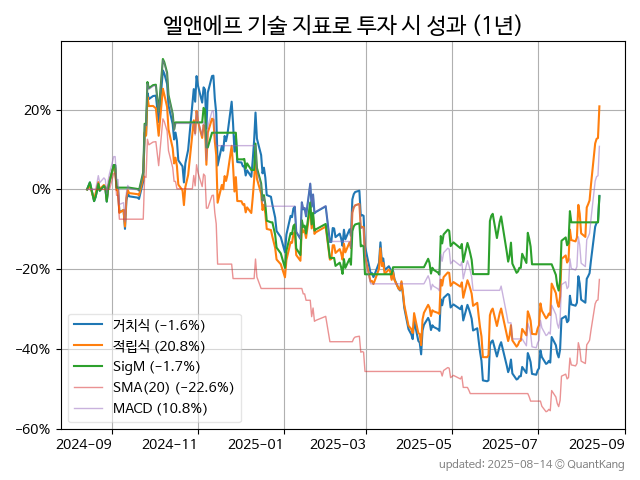 엘앤에프 기술 지표로 투자 시 성과 (1년)
20%
0%
−20%
−40%
−60%
거치식 (−1.6%)
적립식 (20.8%)
SigM (−1.7%)
SMA(20) (−22.6%)
MACD (10.8%)
2024-09 2024-11 2025-01 2025-03 2025-05 2025-07 2025-09
updated: 2025-08-14 © QuantKang